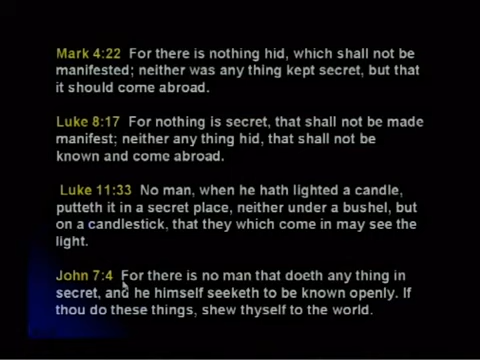 Mark 4:22 For there is nothing hid, which shall not be
manifested; neither was any thing kept secret, but that
it should come abroad.
Luke 8:17 For nothing is secret, that shall not be made
manifest; neither any thing hid, that shall not be
known and come abroad.
Luke 11:33 No man, when he hath lighted a candle,
putteth it in a secret place, neither under a bushel, but
on a candlestick, that they which come in may see the
light.
John 7:4 For there is no man that doeth any thing in
secret, and he himself seeketh to be known openly. If
thou do these things, shew thyself to the world.